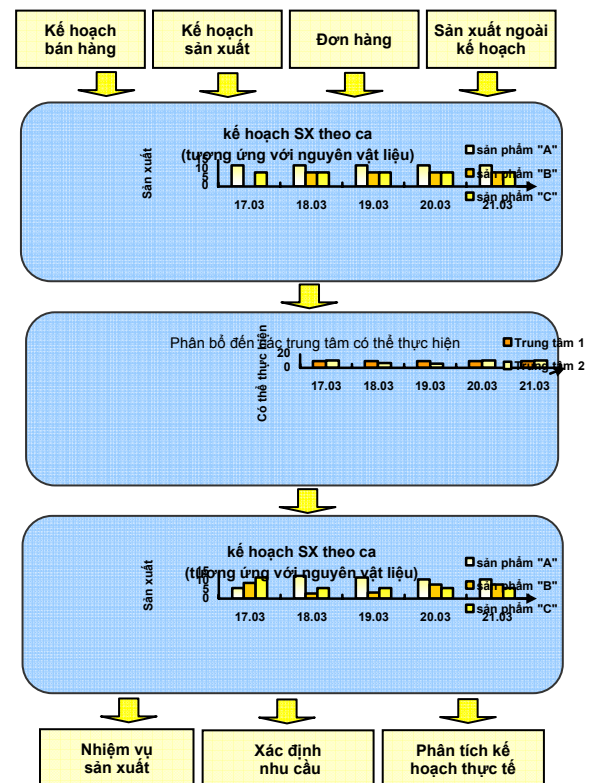 Kế hoạch
bán hàng
Kế hoạch
sản xuất
Đơn hàng
Sản xuất ngoài
kế hoạch
kế hoạch SX theo ca
(tương ứng với nguyên vật liệu)
Sản xuất
15
10
5
0
17.03
18.03
19.03
20.03
21.03
sản phẩm "A"
sản phẩm "B"
sản phẩm "C"
Phân bổ đến các trung tâm có thể thực hiện
Có thể thực hiện
20
0
17.03
18.03
19.03
20.03
21.03
Trung tâm 1
Trung tâm 2
kế hoạch SX theo ca
(tương ứng với nguyên vật liệu)
Sản xuất
15
10
5
0
17.03
18.03
19.03
20.03
21.03
sản phẩm "A"
sản phẩm "B"
sản phẩm "C"
Nhiệm vụ
sản xuất
Xác định
nhu cầu
Phân tích kế
hoạch thực tế